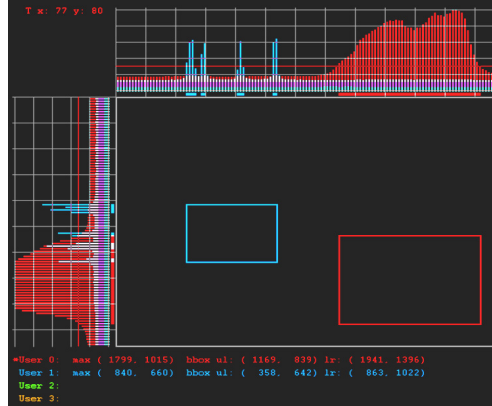 T x: 77 y: 80
User 0: max ( 1799, 1015) bbox ul: ( 1169, 839) lr: ( 1941, 1396)
User 1: max ( 840, 660) bbox ul: ( 358, 642) lr: ( 863, 1022)
User 2:
User 3: